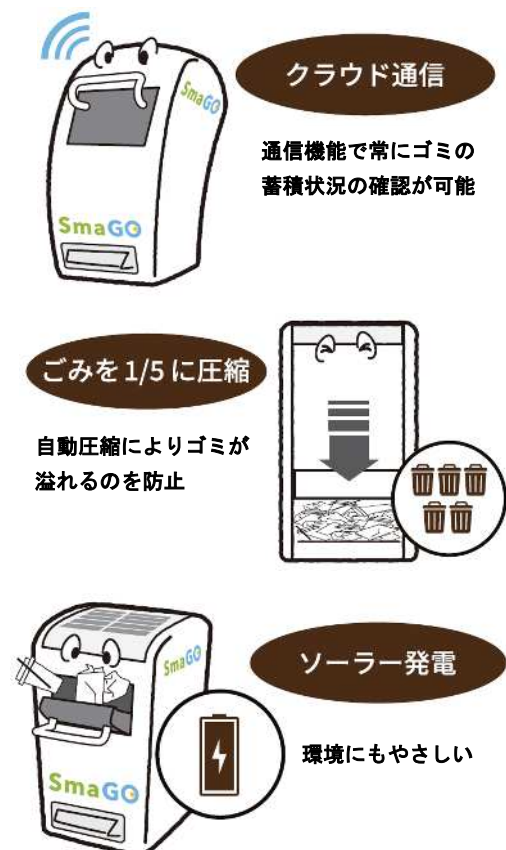 SmaGO
SmaGO
クラウド通信
通信機能で常にゴミの
蓄積状況の確認が可能
ごみを1/5に圧縮
自動圧縮によりゴミが
溢れるのを防止
SmaGO
SmaGO
ソーラー発電
環境にもやさしい